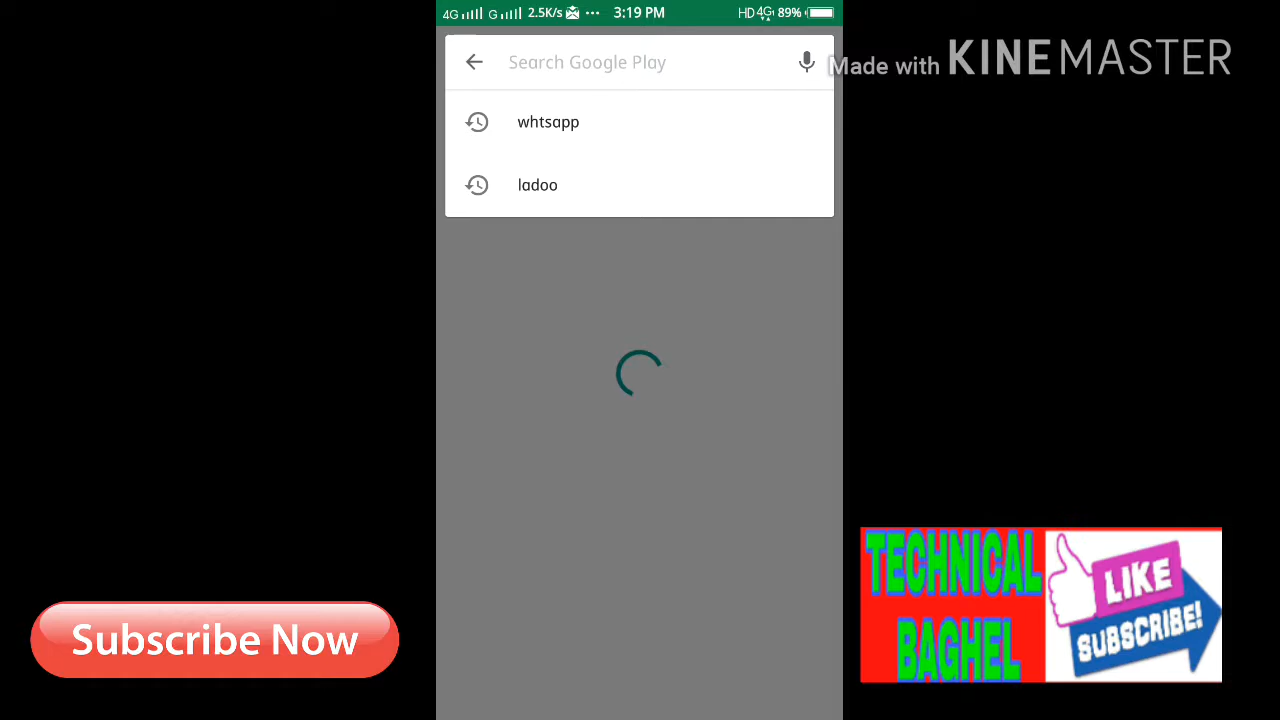 4G G 2.5K/s ... 3:19 PM HD 4G 89%
Search Google Play
Made with KINEMASTER
whtsapp
ladoo
Subscribe Now
TECHNICAL
BAGHEL
LIKE
SUBSCRIBE!